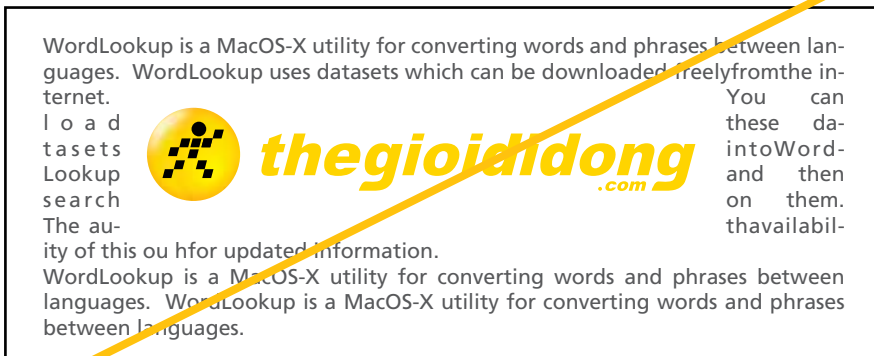 WordLookup is a MacOS-X utility for converting words and phrases between lan-
guages. WordLookup uses datasets which can be downloaded freelyfromthe in-
ternet. You can
load these da-
tasets intoWord-
Lookup and then
search on them.
The au- thavailabil-
thegioididong
.com
ity of this ou hfor updated information.
WordLookup is a MacOS-X utility for converting words and phrases between
languages. WordLookup is a MacOS-X utility for converting words and phrases
between languages.